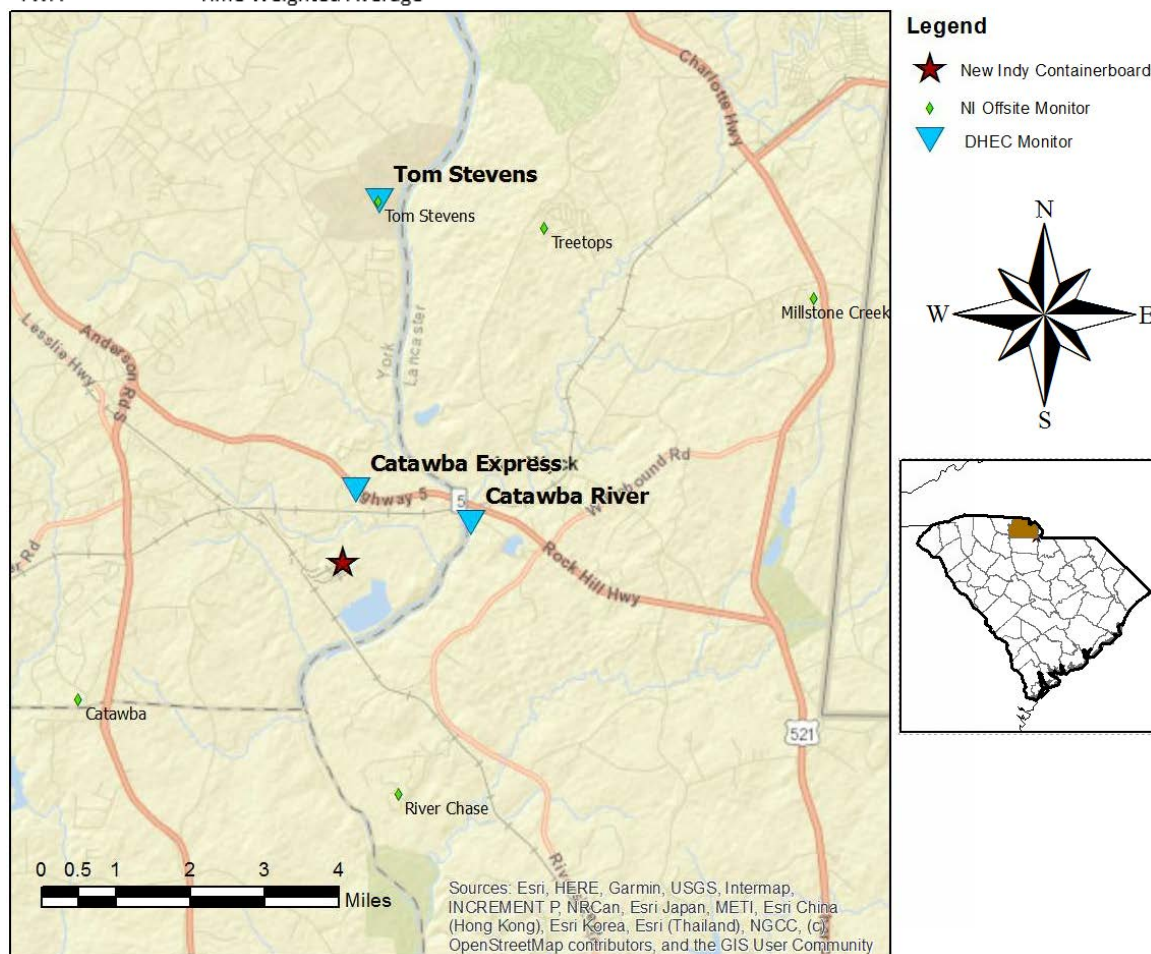 Time Weighted Average
Legend
New Indy Containerboard
NI Offsite Monitor
DHEC Monitor
N
W
E
S
Charlotte Hwy
Tom Stevens
Tom Stevens
Treetops
Millstone Creek
York
Lancaster
Lesslie Hwy
Anderson Rd S
Catawba Express
Highway 5
5
Catawba River
Rd
Rock Hill Hwy
er Rd
Catawba
521
River Chase
0 0.5 1 2 3 4
Miles
Sources: Esri, HERE, Garmin, USGS, Intermap,
INCREMENT P, NRCan, Esri Japan, METI, Esri China
(Hong Kong), Esri Korea, Esri (Thailand), NGCC, (c)
OpenStreetMap contributors, and the GIS User Community